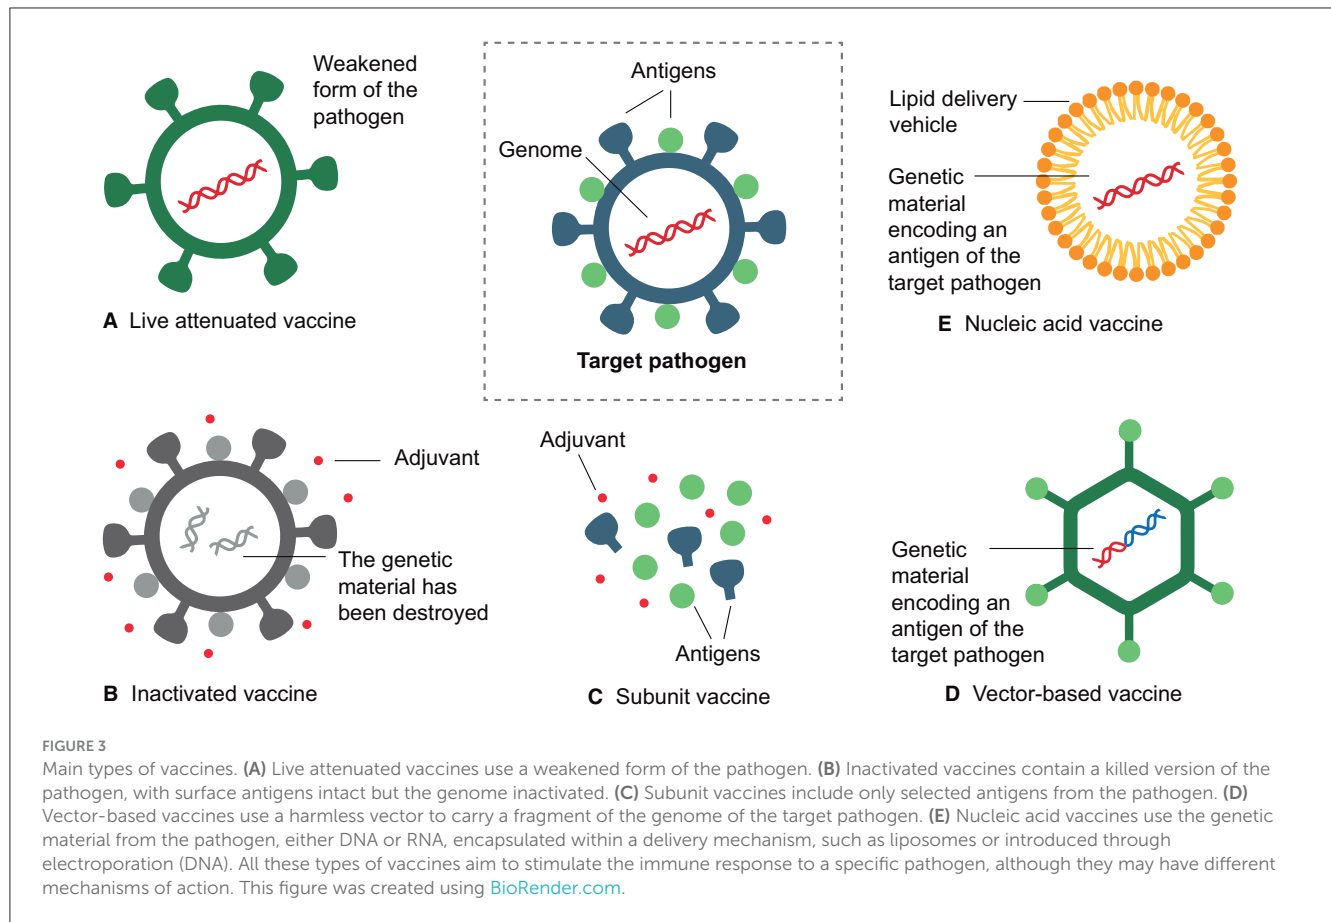 Weakened
form of the
pathogen
A Live attenuated vaccine
Antigens
Genome
Target pathogen
Lipid delivery
vehicle
Genetic
material
encoding an
antigen of the
target pathogen
E Nucleic acid vaccine
Adjuvant
The genetic
material has
been destroyed
B Inactivated vaccine
Adjuvant
Antigens
C Subunit vaccine
Genetic
material
encoding an
antigen of the
target pathogen
D Vector-based vaccine
FIGURE 3
Main types of vaccines. (A) Live attenuated vaccines use a weakened form of the pathogen. (B) Inactivated vaccines contain a killed version of the
pathogen, with surface antigens intact but the genome inactivated. (C) Subunit vaccines include only selected antigens from the pathogen. (D)
Vector-based vaccines use a harmless vector to carry a fragment of the genome of the target pathogen. (E) Nucleic acid vaccines use the genetic
material from the pathogen, either DNA or RNA, encapsulated within a delivery mechanism, such as liposomes or introduced through
electroporation (DNA). All these types of vaccines aim to stimulate the immune response to a specific pathogen, although they may have different
mechanisms of action. This figure was created using BioRender.com.